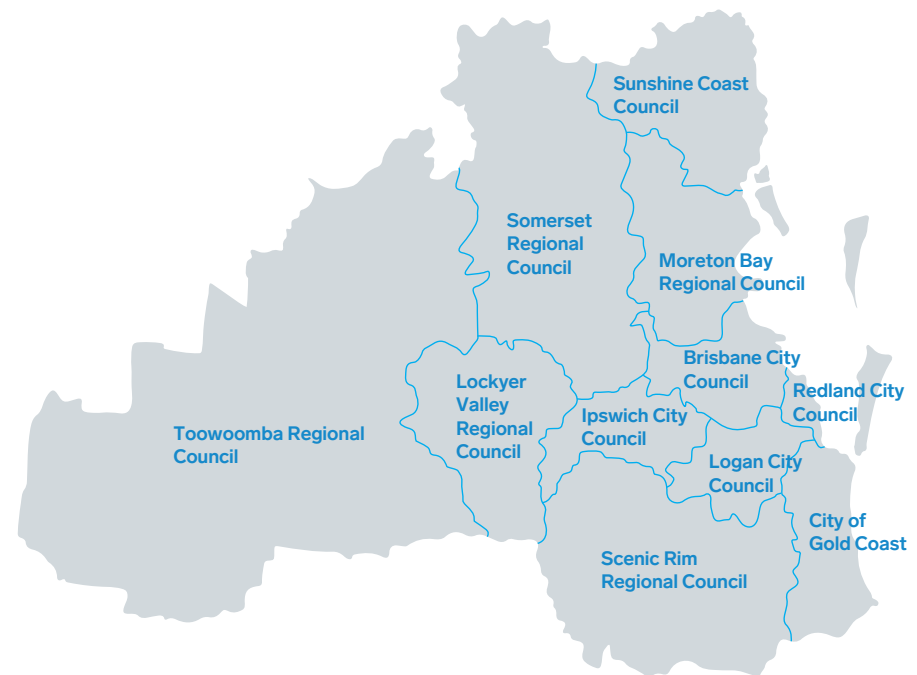 Sunshine Coast
Council
Somerset
Regional
Council
Moreton Bay
Regional Council
Brisbane City
Council
Redland City
Council
Lockyer
Valley
Regional
Council
Ipswich City
Council
Toowoomba Regional
Council
Logan City
Council
City of
Gold Coast
Scenic Rim
Regional Council